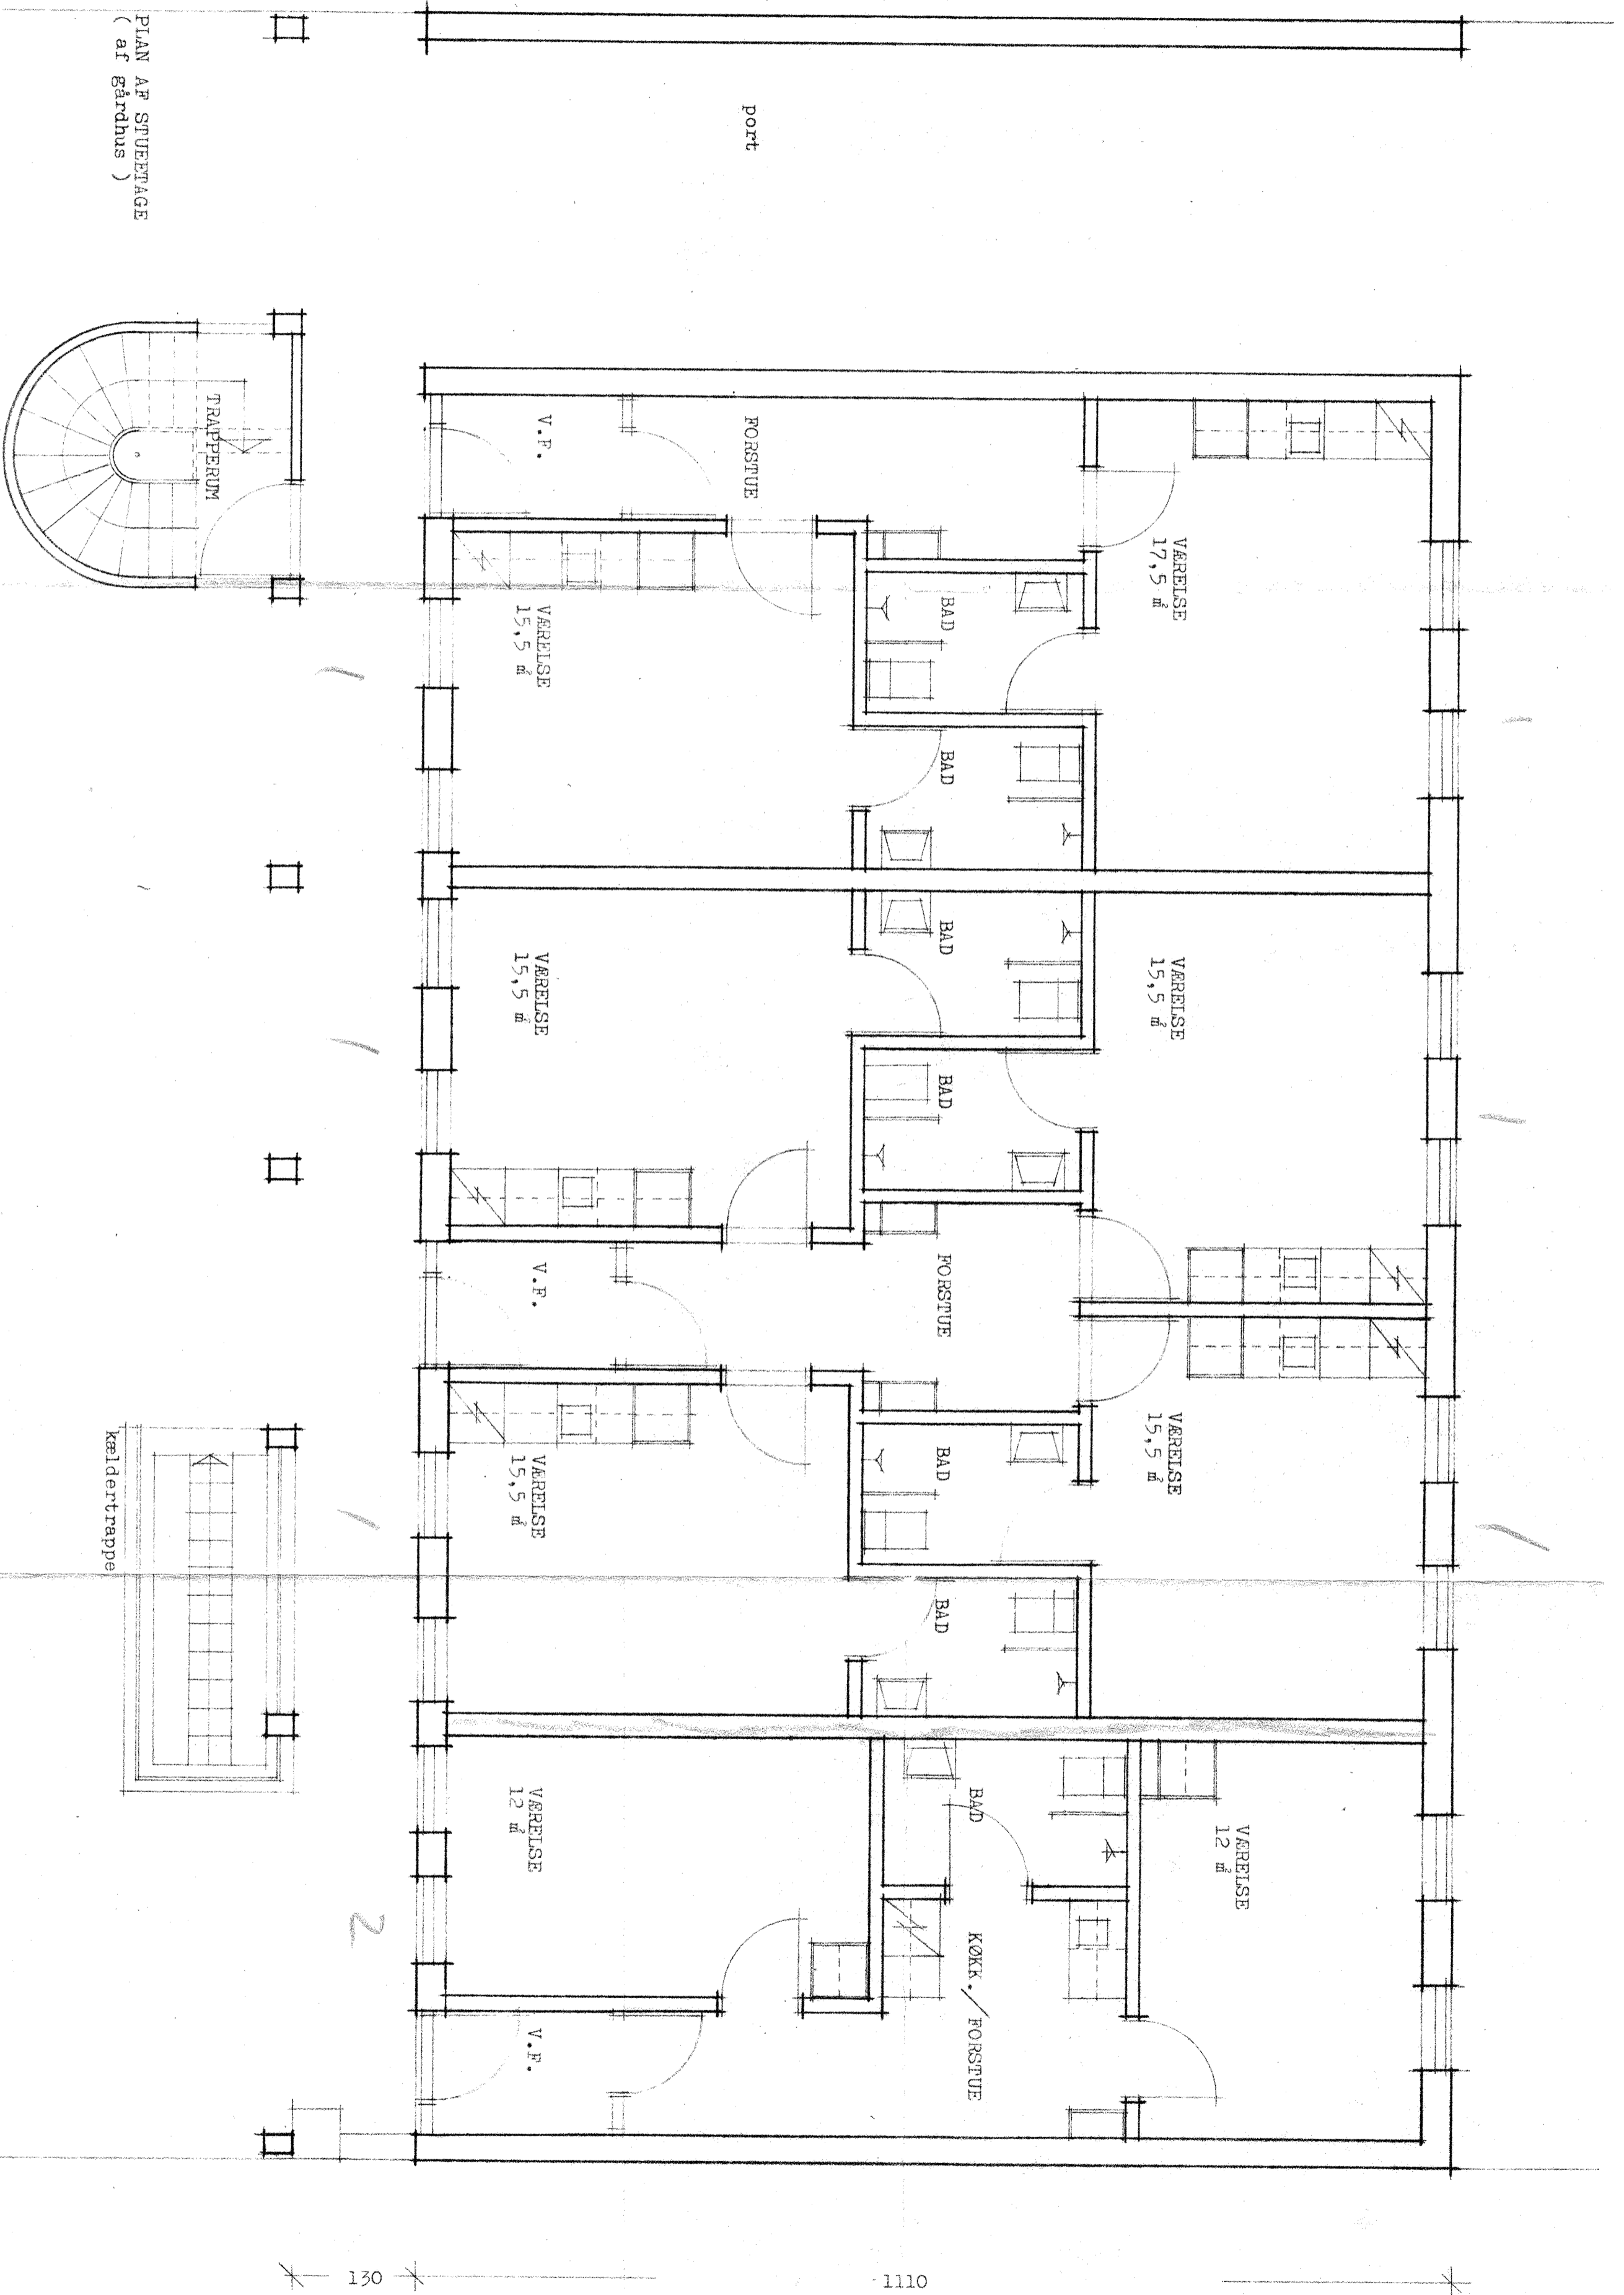 PLAN AF STUEETAGE
( af gårdhus )
port
TRAPPERUM
V.F.
FORSTUE
VÆRELSE
17,5 m²
VÆRELSE
15,5 m²
BAD
BAD
VÆRELSE
15,5 m²
BAD
BAD
VÆRELSE
15,5 m²
V.F.
FORSTUE
VÆRELSE
15,5 m²
BAD
BAD
VÆRELSE
15,5 m²
kældertrappe
VÆRELSE
12 m²
BAD
VÆRELSE
12 m²
2
KØKK./FORSTUE
V.F.
130
1110